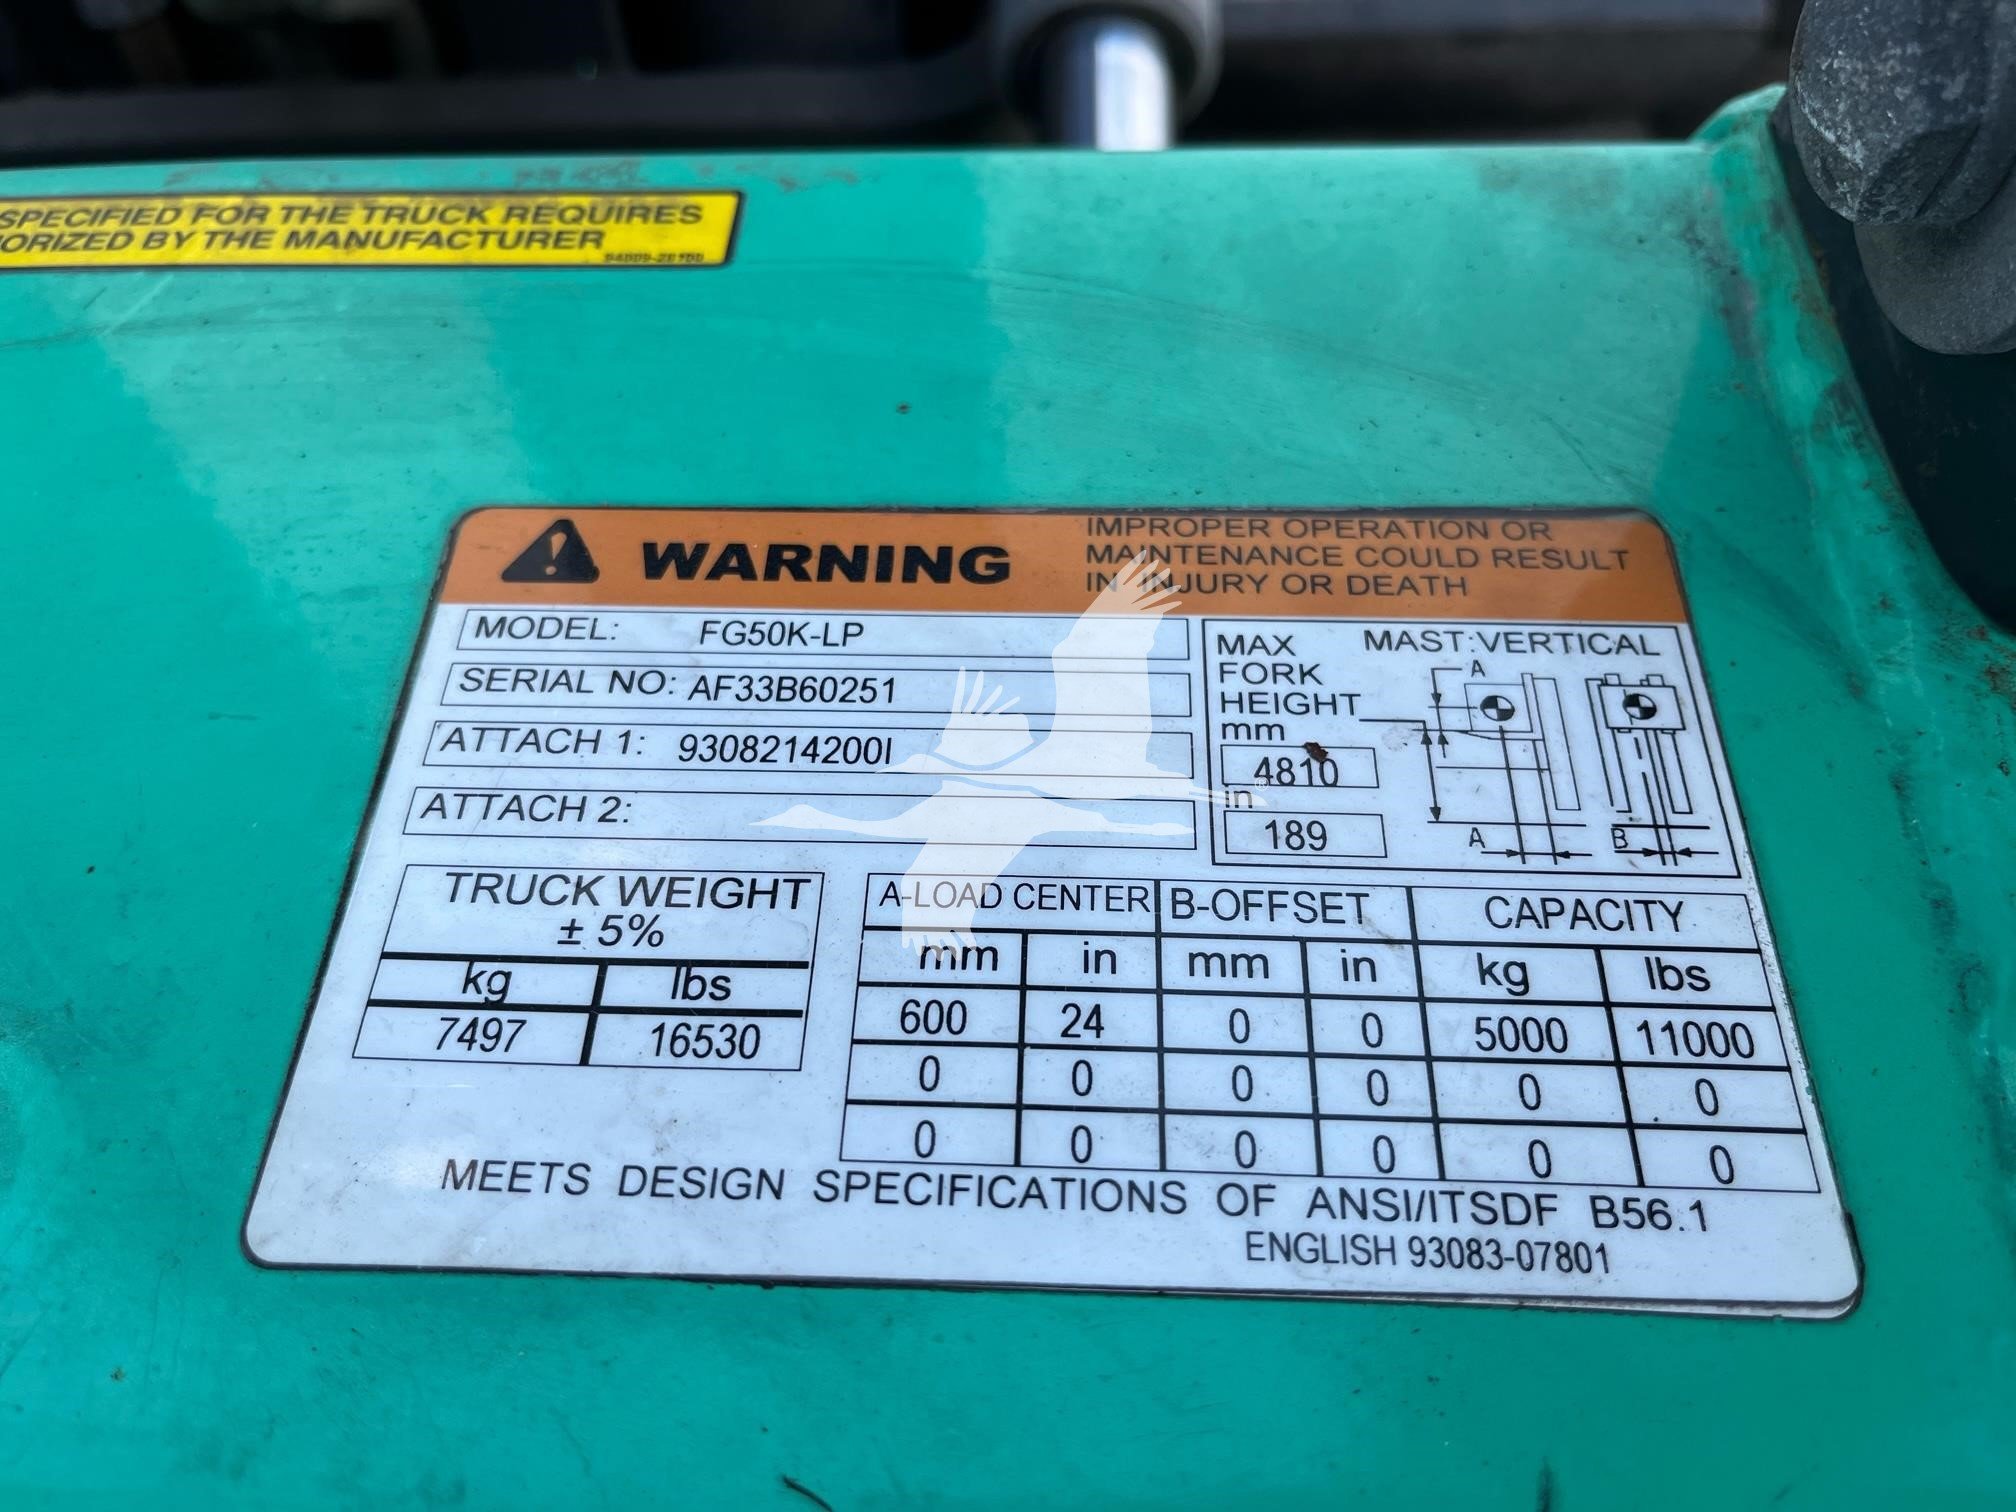 SPECIFIED FOR THE TRUCK REQUIRES
ORIZED BY THE MANUFACTURER
WARNING
IMPROPER OPERATION OR
MAINTENANCE COULD RESULT
IN INJURY OR DEATH
MODEL: FG50K-LP
SERIAL NO: AF33B60251
ATTACH 1: 9308214200I
ATTACH 2:
MAX FORK HEIGHT
mm
4810
in
189
MAST:VERTICAL
A
A
B
TRUCK WEIGHT
± 5%
kg lbs
7497 16530
A-LOAD CENTER B-OFFSET CAPACITY
mm in mm in kg lbs
600 24 0 0 5000 11000
0 0 0 0 0 0
0 0 0 0 0 0
MEETS DESIGN SPECIFICATIONS OF ANSI/ITSDF B56.1
ENGLISH 93083-07801